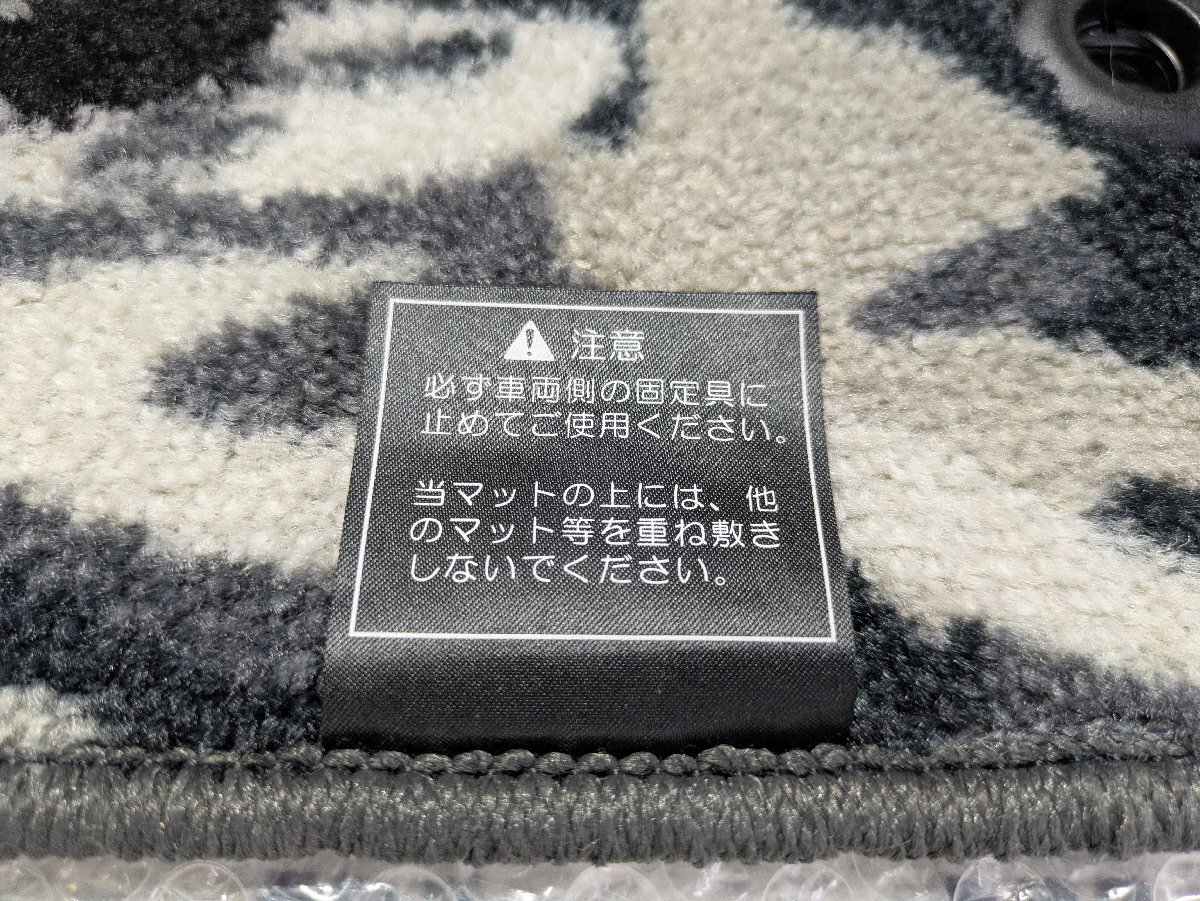 注意
必ず車両側の固定具に
止めてご使用ください。
当マットの上には、他
のマット等を重ね敷き
しないでください。